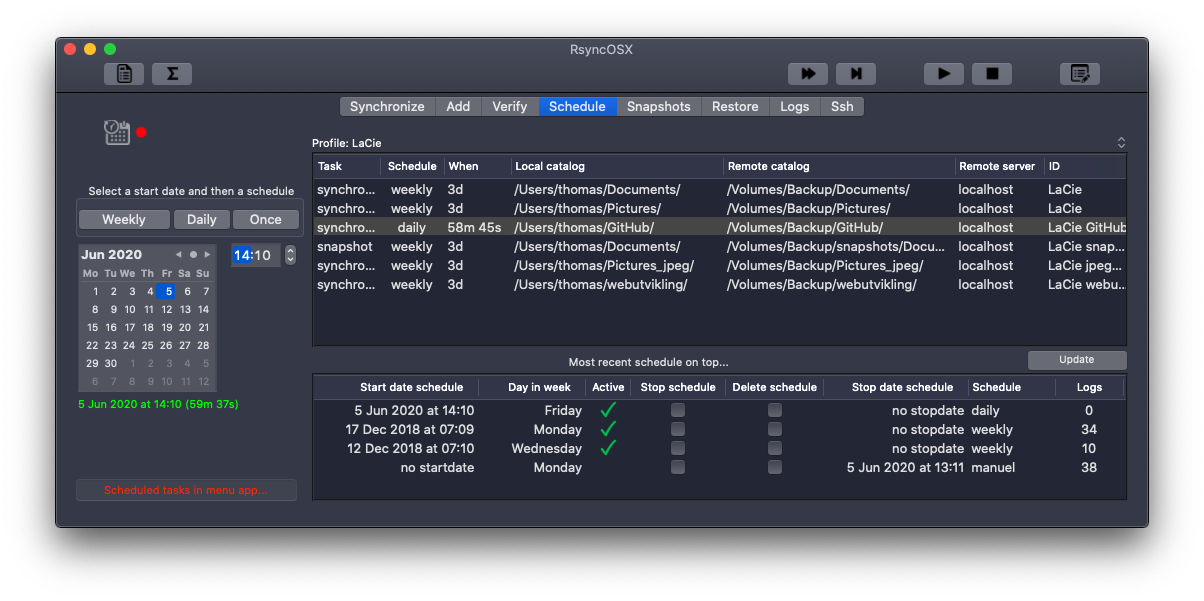 RsyncOSX
Σ
Synchronize Add Verify Schedule Snapshots Restore Logs Ssh
Profile: LaCie
Task Schedule When Local catalog Remote catalog Remote server ID
synchro... weekly 3d /Users/thomas/Documents/ /Volumes/Backup/Documents/ localhost LaCie
synchro... weekly 3d /Users/thomas/Pictures/ /Volumes/Backup/Pictures/ localhost LaCie
synchro... daily 58m 45s /Users/thomas/GitHub/ /Volumes/Backup/GitHub/ localhost LaCie GitHub
snapshot weekly 3d /Users/thomas/Documents/ /Volumes/Backup/snapshots/Docu... localhost LaCie snap...
synchro... weekly 3d /Users/thomas/Pictures_jpeg/ /Volumes/Backup/Pictures_jpeg/ localhost LaCie jpeg...
synchro... weekly 3d /Users/thomas/webutvikling/ /Volumes/Backup/webutvikling/ localhost LaCie webu...
Select a start date and then a schedule
Weekly Daily Once
Jun 2020 14:10
Mo Tu We Th Fr Sa Su
1 2 3 4 5 6 7
8 9 10 11 12 13 14
15 16 17 18 19 20 21
22 23 24 25 26 27 28
29 30 1 2 3 4 5
6 7 8 9 10 11 12
5 Jun 2020 at 14:10 (59m 37s)
Scheduled tasks in menu app...
Most recent schedule on top... Update
Start date schedule Day in week Active Stop schedule Delete schedule Stop date schedule Schedule Logs
5 Jun 2020 at 14:10 Friday no stopdate daily 0
17 Dec 2018 at 07:09 Monday no stopdate weekly 34
12 Dec 2018 at 07:10 Wednesday no stopdate weekly 10
no startdate Monday 5 Jun 2020 at 13:11 manuel 38